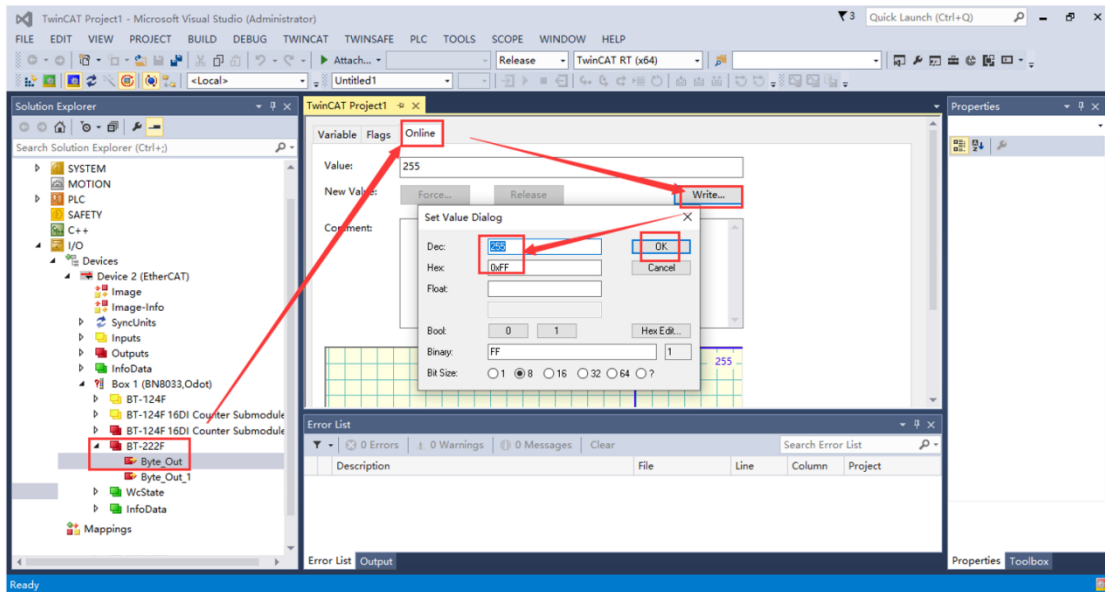 TwinCAT Project1 - Microsoft Visual Studio (Administrator)
3 Quick Launch (Ctrl+Q)
FILE EDIT VIEW PROJECT BUILD DEBUG TWINCAT TWINSAFE PLC TOOLS SCOPE WINDOW HELP
Attach... Release TwinCAT RT (x64)
<Local> Untitled1
Solution Explorer
Search Solution Explorer (Ctrl+;)
SYSTEM
MOTION
PLC
SAFETY
C++
I/O
Devices
Device 2 (EtherCAT)
Image
Image-Info
SyncUnits
Inputs
Outputs
InfoData
Box 1 (BN8033,Odot)
BT-124F
BT-124F 16DI Counter Submodule
BT-124F 16DI Counter Submodule
BT-222F
Byte_Out
Byte_Out_1
WcState
InfoData
Mappings
TwinCAT Project1
Variable Flags Online
Value: 255
New Value: Force... Release Write...
Comment:
Set Value Dialog
Dec: 255 OK
Hex: 0xFF Cancel
Float:
Bool: 0 1 Hex Edit...
Binary: FF 1
Bit Size: 1 8 16 32 64 ?
255
Error List
0 Errors 0 Warnings 0 Messages Clear Search Error List
Description File Line Column Project
Error List Output
Properties
Properties Toolbox
Ready